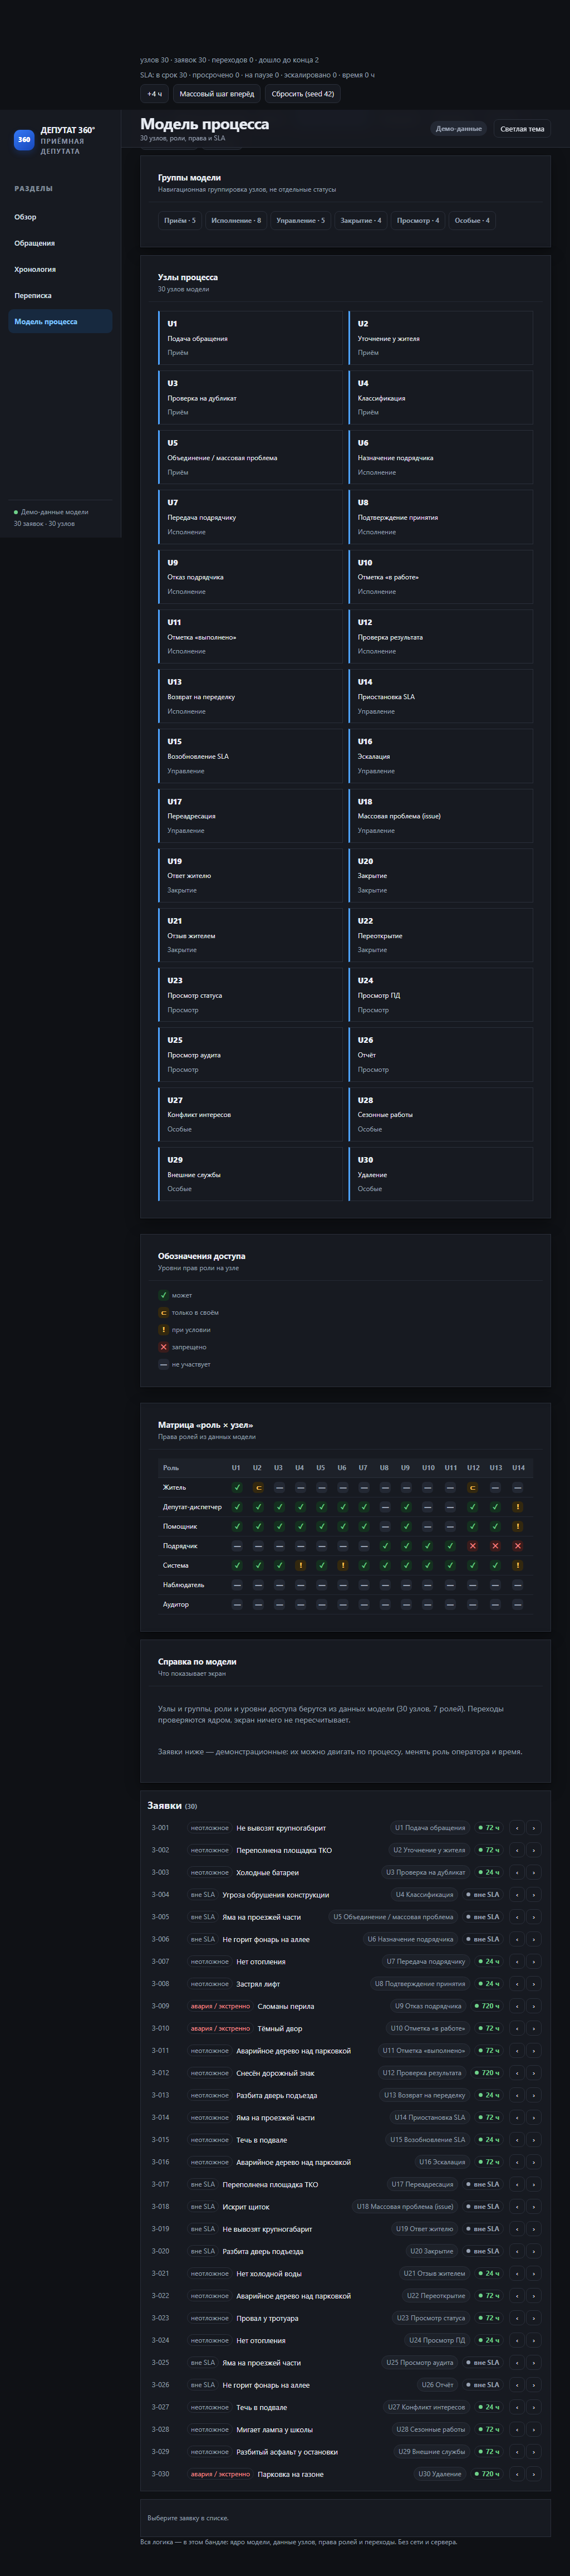 узлов 30 · заявок 30 · переходов 0 · дошло до конца 2
SLA: в срок 30 · просрочено 0 · на паузе 0 · эскалировано 0 · время 0 ч
+4 ч Массовый шаг вперёд Сбросить (seed 42)
360
ДЕПУТАТ 360°
ПРИЁМНАЯ
ДЕПУТАТА
РАЗДЕЛЫ
Обзор
Обращения
Хронология
Переписка
Модель процесса
Демо-данные модели
30 заявок · 30 узлов
Модель процесса
30 узлов, роли, права и SLA
Демо-данные Светлая тема
Группы модели
Навигационная группировка узлов, не отдельные статусы
Приём · 5 Исполнение · 8 Управление · 5 Закрытие · 4 Просмотр · 4 Особые · 4
Узлы процесса
30 узлов модели
U1
Подача обращения
Приём
U2
Уточнение у жителя
Приём
U3
Проверка на дубликат
Приём
U4
Классификация
Приём
U5
Объединение / массовая проблема
Приём
U6
Назначение подрядчика
Исполнение
U7
Передача подрядчику
Исполнение
U8
Подтверждение принятия
Исполнение
U9
Отказ подрядчика
Исполнение
U10
Отметка «в работе»
Исполнение
U11
Отметка «выполнено»
Исполнение
U12
Проверка результата
Исполнение
U13
Возврат на переделку
Исполнение
U14
Приостановка SLA
Управление
U15
Возобновление SLA
Управление
U16
Эскалация
Управление
U17
Переадресация
Управление
U18
Массовая проблема (issue)
Управление
U19
Ответ жителю
Закрытие
U20
Закрытие
Закрытие
U21
Отзыв жителем
Закрытие
U22
Переоткрытие
Закрытие
U23
Просмотр статуса
Просмотр
U24
Просмотр ПД
Просмотр
U25
Просмотр аудита
Просмотр
U26
Отчёт
Просмотр
U27
Конфликт интересов
Особые
U28
Сезонные работы
Особые
U29
Внешние службы
Особые
U30
Удаление
Особые
Обозначения доступа
Уровни прав роли на узле
✓ может
⊂ только в своём
! при условии
✕ запрещено
— не участвует
Матрица «роль × узел»
Права ролей из данных модели
Роль U1 U2 U3 U4 U5 U6 U7 U8 U9 U10 U11 U12 U13 U14
Житель ✓ ⊂ — — — — — — — — — ⊂ — —
Депутат-диспетчер ✓ ✓ ✓ ✓ ✓ ✓ ✓ — ✓ — — ✓ ✓ !
Помощник ✓ ✓ ✓ ✓ ✓ ✓ ✓ — ✓ — — ✓ ✓ !
Подрядчик — — — — — — — ✓ ✓ ✓ ✓ ✕ ✕ ✕
Система ✓ ✓ ✓ ! ✓ ! ✓ ✓ ✓ ✓ ✓ ✓ ✓ !
Наблюдатель — — — — — — — — — — — — — —
Аудитор — — — — — — — — — — — — — —
Справка по модели
Что показывает экран
Узлы и группы, роли и уровни доступа берутся из данных модели (30 узлов, 7 ролей). Переходы
проверяются ядром, экран ничего не пересчитывает.
Заявки ниже — демонстрационные: их можно двигать по процессу, менять роль оператора и время.
Заявки (30)
З-001 неотложное Не вывозят крупногабарит U1 Подача обращения 72 ч ‹ ›
З-002 неотложное Переполнена площадка ТКО U2 Уточнение у жителя 72 ч ‹ ›
З-003 неотложное Холодные батареи U3 Проверка на дубликат 24 ч ‹ ›
З-004 вне SLA Угроза обрушения конструкции U4 Классификация вне SLA ‹ ›
З-005 вне SLA Яма на проезжей части U5 Объединение / массовая проблема вне SLA ‹ ›
З-006 вне SLA Не горит фонарь на аллее U6 Назначение подрядчика вне SLA ‹ ›
З-007 неотложное Нет отопления U7 Передача подрядчику 24 ч ‹ ›
З-008 неотложное Застрял лифт U8 Подтверждение принятия 24 ч ‹ ›
З-009 авария / экстренно Сломаны перила U9 Отказ подрядчика 720 ч ‹ ›
З-010 авария / экстренно Тёмный двор U10 Отметка «в работе» 72 ч ‹ ›
З-011 неотложное Аварийное дерево над парковкой U11 Отметка «выполнено» 72 ч ‹ ›
З-012 неотложное Снесён дорожный знак U12 Проверка результата 720 ч ‹ ›
З-013 неотложное Разбита дверь подъезда U13 Возврат на переделку 24 ч ‹ ›
З-014 неотложное Яма на проезжей части U14 Приостановка SLA 72 ч ‹ ›
З-015 неотложное Течь в подвале U15 Возобновление SLA 24 ч ‹ ›
З-016 неотложное Аварийное дерево над парковкой U16 Эскалация 72 ч ‹ ›
З-017 вне SLA Переполнена площадка ТКО U17 Переадресация вне SLA ‹ ›
З-018 вне SLA Искрит щиток U18 Массовая проблема (issue) вне SLA ‹ ›
З-019 вне SLA Не вывозят крупногабарит U19 Ответ жителю вне SLA ‹ ›
З-020 вне SLA Разбита дверь подъезда U20 Закрытие вне SLA ‹ ›
З-021 неотложное Нет холодной воды U21 Отзыв жителем 24 ч ‹ ›
З-022 неотложное Аварийное дерево над парковкой U22 Переоткрытие 72 ч ‹ ›
З-023 неотложное Провал у тротуара U23 Просмотр статуса 72 ч ‹ ›
З-024 неотложное Нет отопления U24 Просмотр ПД 24 ч ‹ ›
З-025 вне SLA Яма на проезжей части U25 Просмотр аудита вне SLA ‹ ›
З-026 вне SLA Не горит фонарь на аллее U26 Отчёт вне SLA ‹ ›
З-027 неотложное Течь в подвале U27 Конфликт интересов 24 ч ‹ ›
З-028 неотложное Мигает лампа у школы U28 Сезонные работы 72 ч ‹ ›
З-029 неотложное Разбитый асфальт у остановки U29 Внешние службы 72 ч ‹ ›
З-030 авария / экстренно Парковка на газоне U30 Удаление 720 ч ‹ ›
Выберите заявку в списке.
Вся логика — в этом бандле: ядро модели, данные узлов, права ролей и переходы. Без сети и сервера.